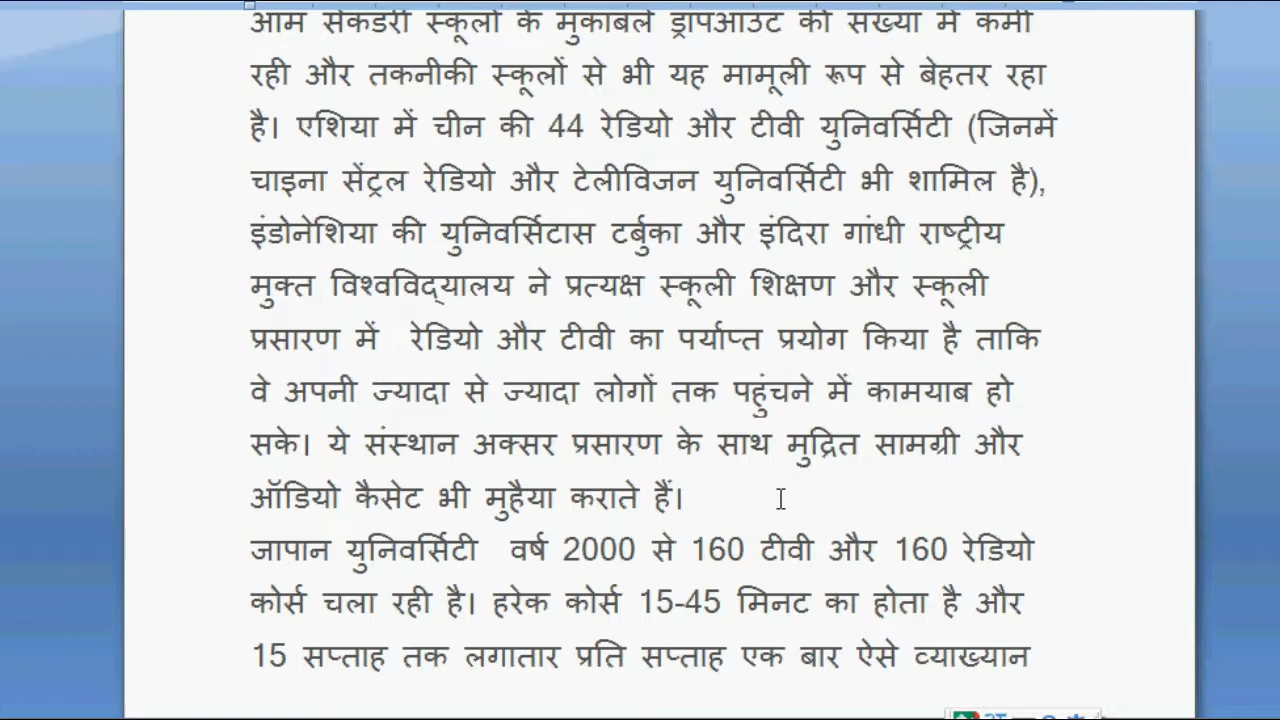 आम सेकंडरी स्कूलों के मुकाबले ड्रॉपआउट की संख्या में कमी
रही और तकनीकी स्कूलों से भी यह मामूली रूप से बेहतर रहा
है। एशिया में चीन की 44 रेडियो और टीवी युनिवर्सिटी (जिनमें
चाइना सेंट्रल रेडियो और टेलीविजन युनिवर्सिटी भी शामिल है),
इंडोनेशिया की युनिवर्सिटास टर्बुका और इंदिरा गांधी राष्ट्रीय
मुक्त विश्वविद्यालय ने प्रत्यक्ष स्कूली शिक्षण और स्कूली
प्रसारण में रेडियो और टीवी का पर्याप्त प्रयोग किया है ताकि
वे अपनी ज्यादा से ज्यादा लोगों तक पहुंचने में कामयाब हो
सके। ये संस्थान अक्सर प्रसारण के साथ मुद्रित सामग्री और
ऑडियो कैसेट भी मुहैया कराते हैं।
जापान युनिवर्सिटी वर्ष 2000 से 160 टीवी और 160 रेडियो
कोर्स चला रही है। हरेक कोर्स 15-45 मिनट का होता है और
15 सप्ताह तक लगातार प्रति सप्ताह एक बार ऐसे व्याख्यान